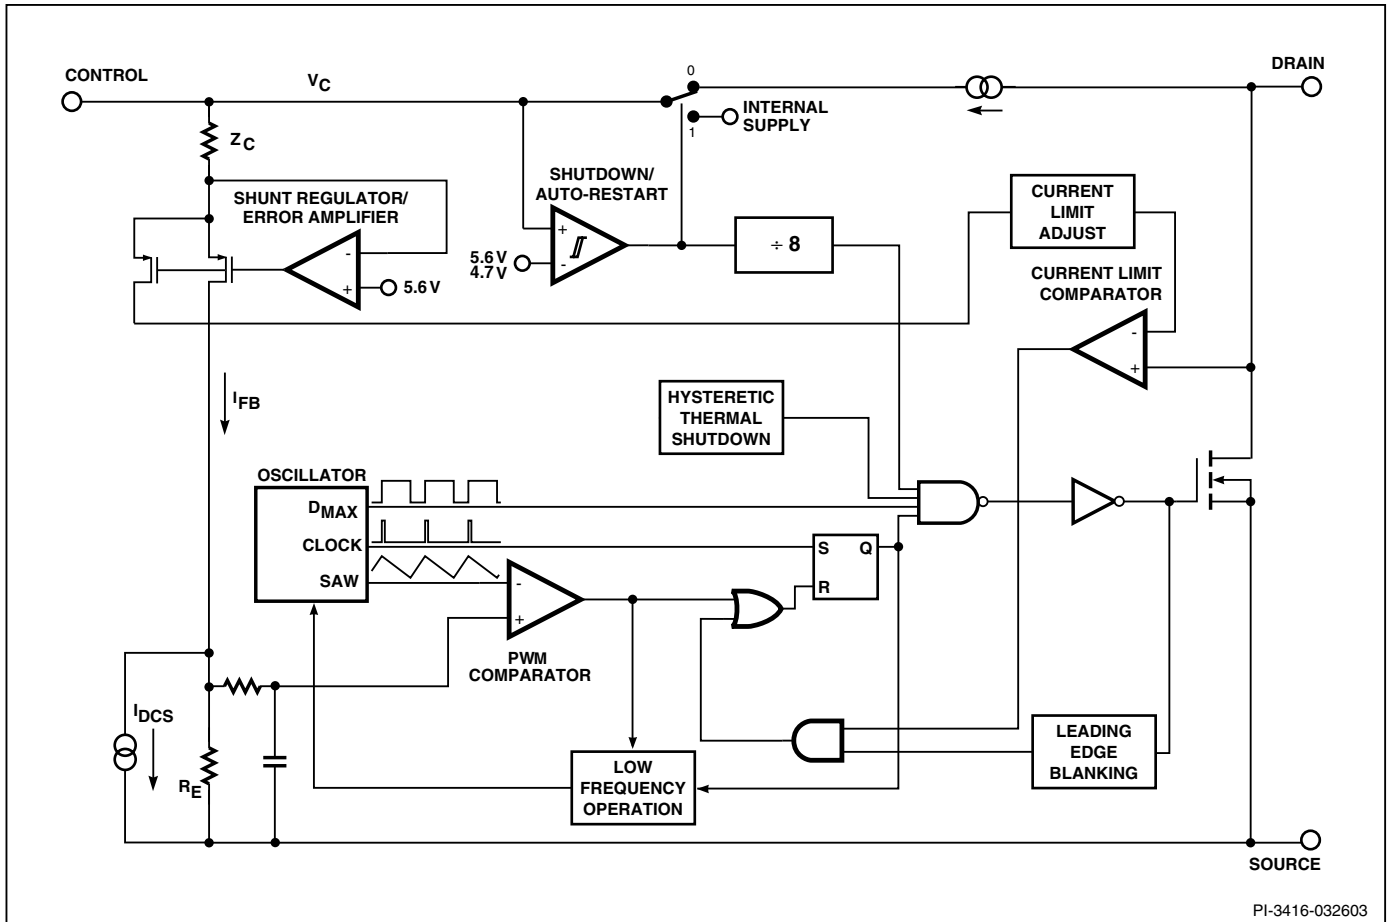 CONTROL
VC
0
DRAIN
1
INTERNAL
SUPPLY
ZC
SHUNT REGULATOR/
ERROR AMPLIFIER
-
+
5.6 V
SHUTDOWN/
AUTO-RESTART
+
-
5.6 V
4.7 V
÷ 8
CURRENT
LIMIT
ADJUST
CURRENT LIMIT
COMPARATOR
-
+
IFB
HYSTERETIC
THERMAL
SHUTDOWN
OSCILLATOR
DMAX
CLOCK
SAW
-
+
PWM
COMPARATOR
S Q
R
IDCS
RE
LOW
FREQUENCY
OPERATION
LEADING
EDGE
BLANKING
SOURCE
PI-3416-032603